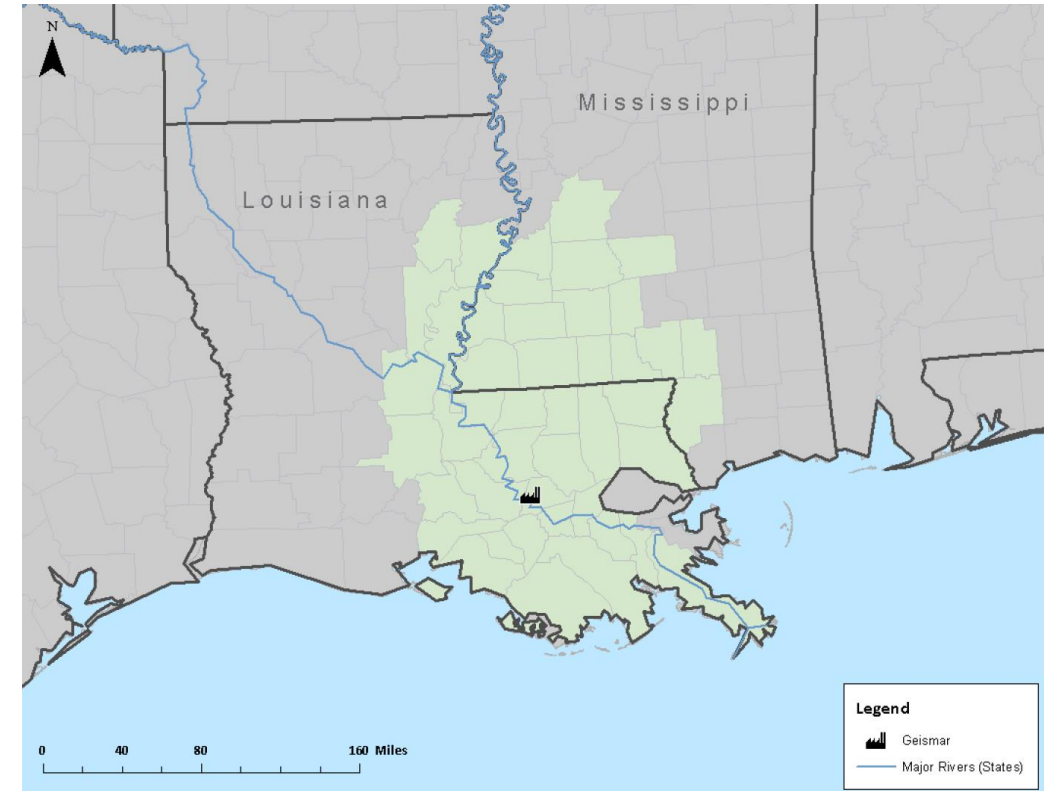 N
Mississippi
Louisiana
0 40 80 160 Miles
Legend
Geismar
Major Rivers (States)